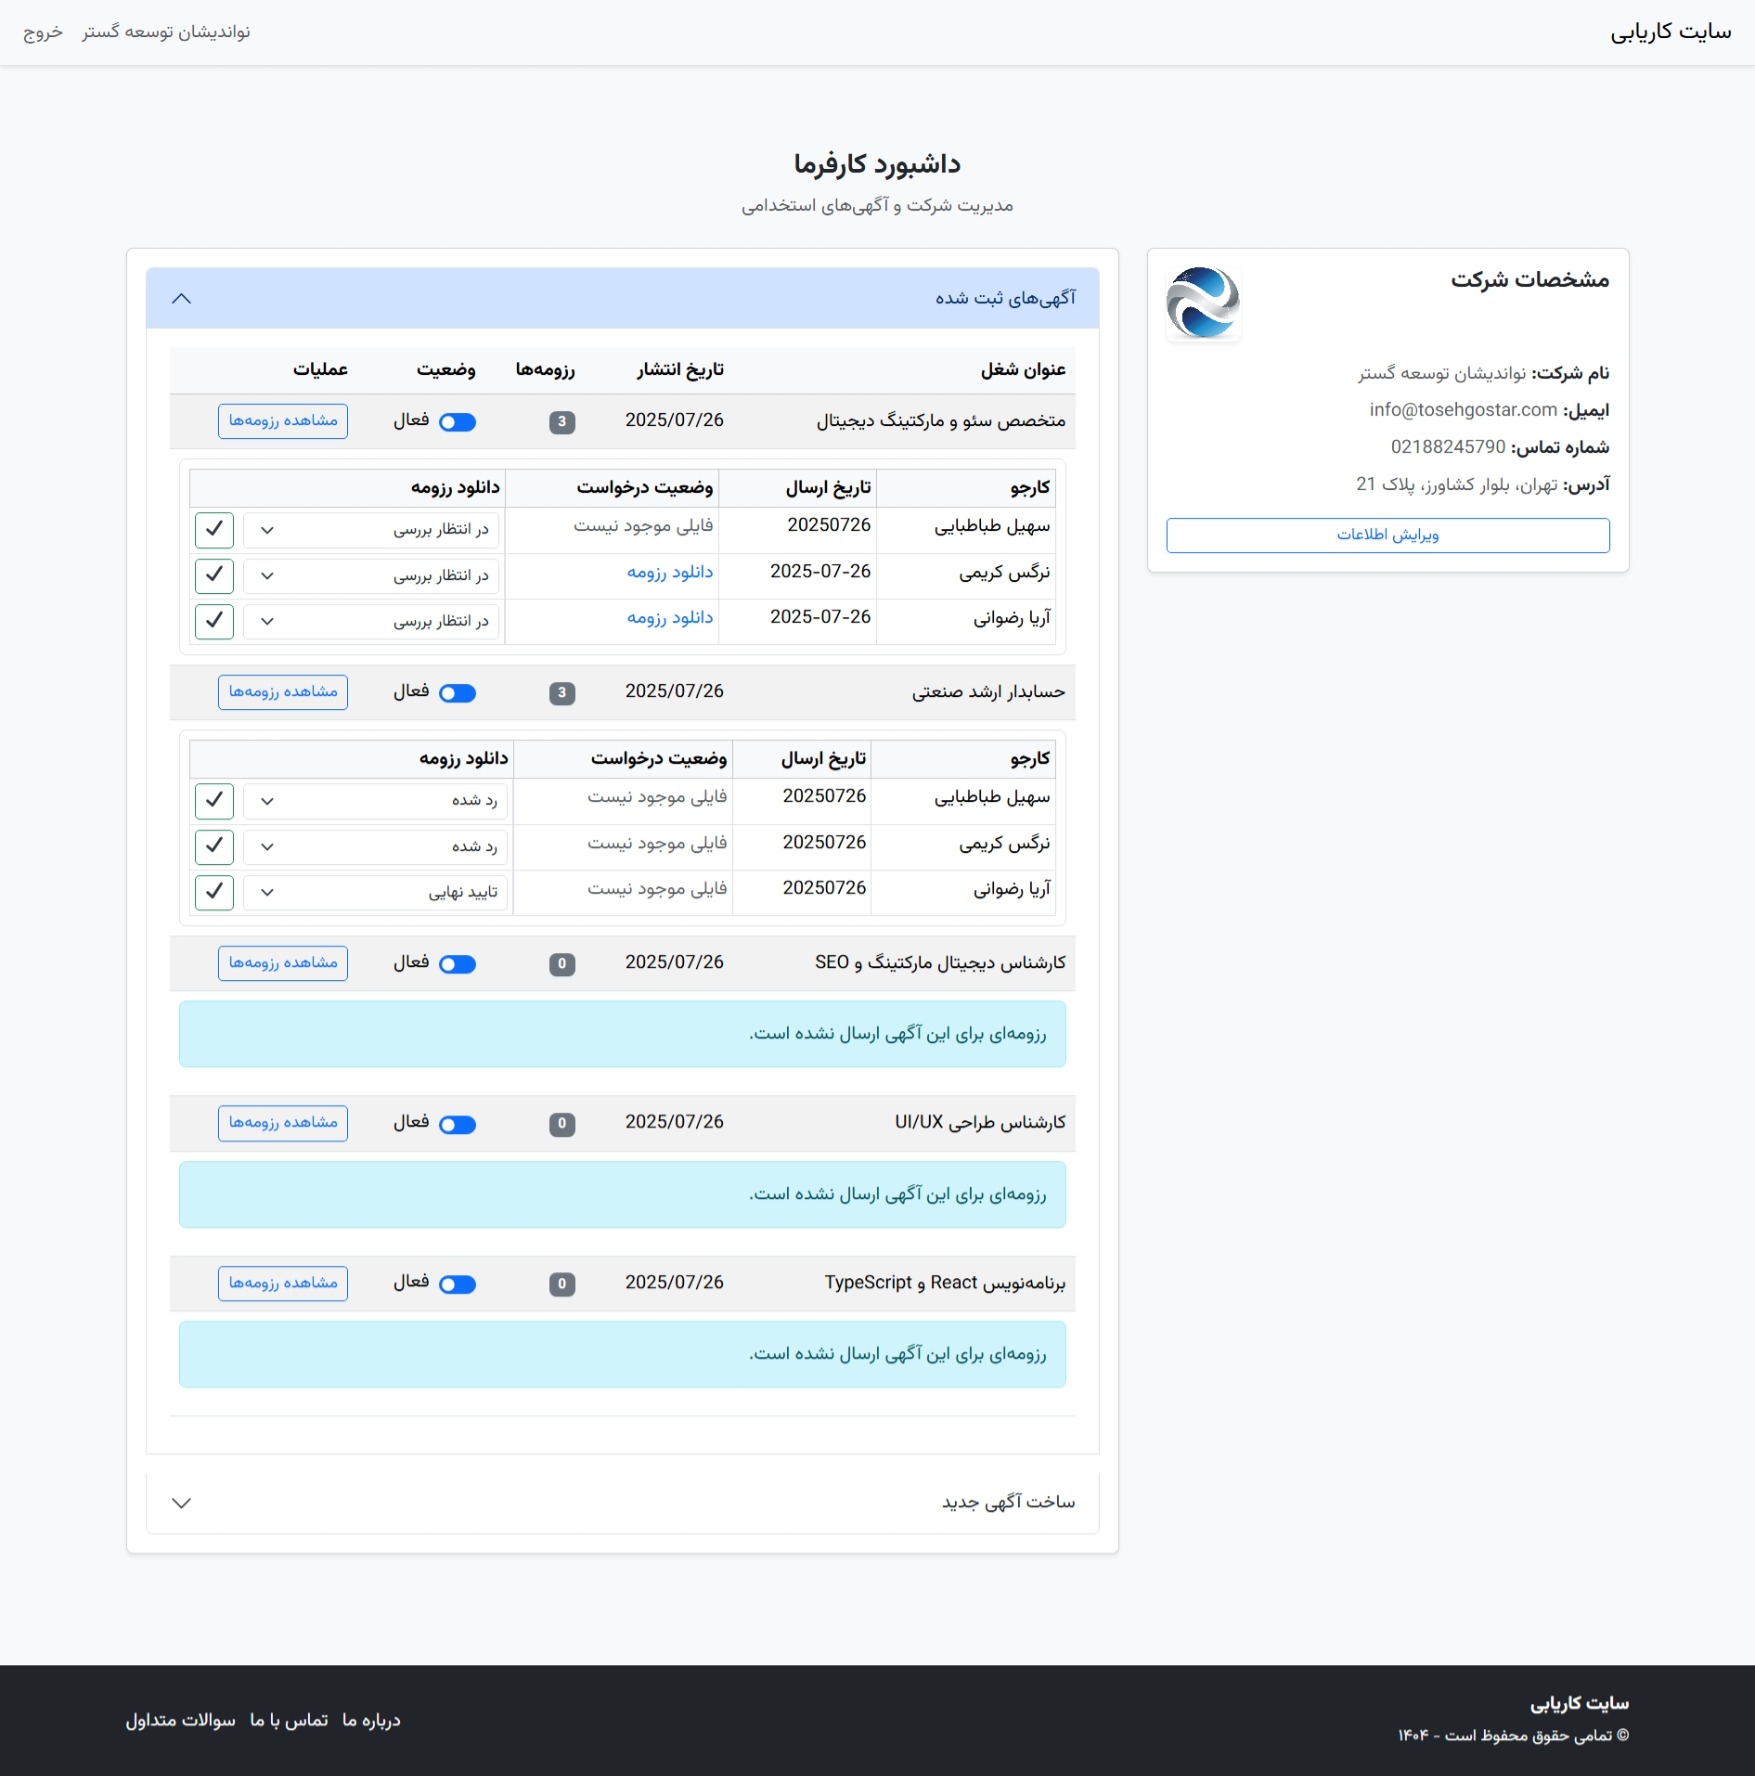 سایت کاریابی
نواندیشان توسعه گستر خروج
داشبورد کارفرما
مدیریت شرکت و آگهی‌های استخدامی
مشخصات شرکت
نام شرکت: نواندیشان توسعه گستر
ایمیل: info@tosehgostar.com
شماره تماس: 02188245790
آدرس: تهران، بلوار کشاورز، پلاک 21
ویرایش اطلاعات
آگهی‌های ثبت شده
عنوان شغل تاریخ انتشار رزومه‌ها وضعیت عملیات
متخصص سئو و مارکتینگ دیجیتال 2025/07/26 3 فعال مشاهده رزومه‌ها
کارجو تاریخ ارسال وضعیت درخواست دانلود رزومه
سهیل طباطبایی 20250726 فایلی موجود نیست در انتظار بررسی
نرگس کریمی 2025-07-26 دانلود رزومه در انتظار بررسی
آریا رضوانی 2025-07-26 دانلود رزومه در انتظار بررسی
حسابدار ارشد صنعتی 2025/07/26 3 فعال مشاهده رزومه‌ها
کارجو تاریخ ارسال وضعیت درخواست دانلود رزومه
سهیل طباطبایی 20250726 فایلی موجود نیست رد شده
نرگس کریمی 20250726 فایلی موجود نیست رد شده
آریا رضوانی 20250726 فایلی موجود نیست تایید نهایی
کارشناس دیجیتال مارکتینگ و SEO 2025/07/26 0 فعال مشاهده رزومه‌ها
رزومه‌ای برای این آگهی ارسال نشده است.
کارشناس طراحی UI/UX 2025/07/26 0 فعال مشاهده رزومه‌ها
رزومه‌ای برای این آگهی ارسال نشده است.
برنامه‌نویس React و TypeScript 2025/07/26 0 فعال مشاهده رزومه‌ها
رزومه‌ای برای این آگهی ارسال نشده است.
ساخت آگهی جدید
سایت کاریابی
© تمامی حقوق محفوظ است - ۱۴۰۴
درباره ما تماس با ما سوالات متداول